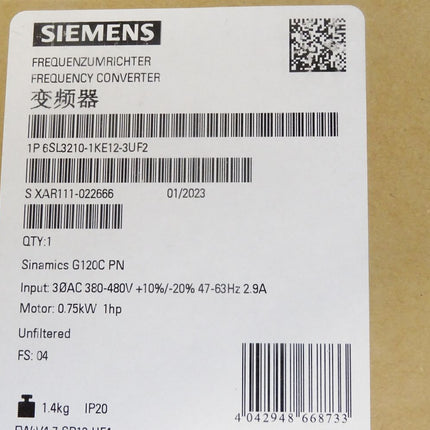 SIEMENS
FREQUENZUMRICHTER
FREQUENCY CONVERTER
变频器
1P 6SL3210-1KE12-3UF2
S XAR111-022666 01/2023
QTY:1
Sinamics G120C PN
Input: 3ØAC 380-480V +10%/-20% 47-63Hz 2.9A
Motor: 0.75kW 1hp
Unfiltered
FS: 04
1.4kg IP20
4 042948 668733